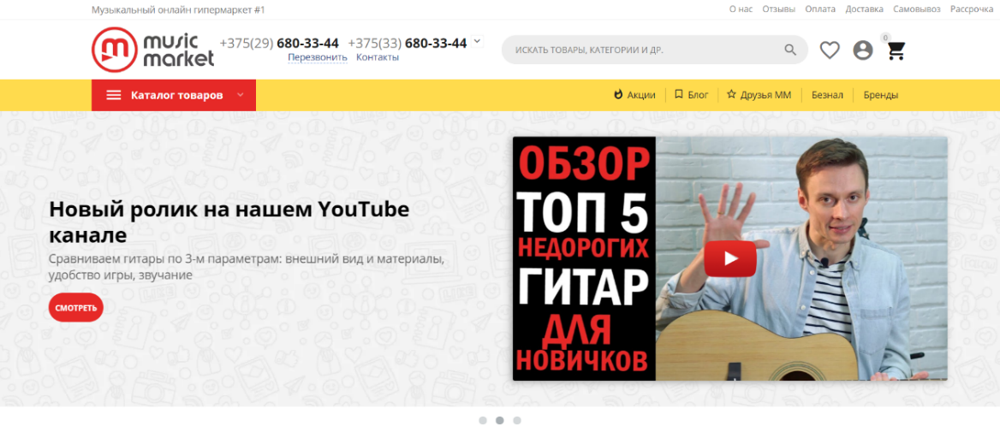 Музыкальный онлайн гипермаркет #1
О нас Отзывы Оплата Доставка Самовывоз Рассрочка
music
market
+375(29) 680-33-44 +375(33) 680-33-44
Перезвонить Контакты
ИСКАТЬ ТОВАРЫ, КАТЕГОРИИ И ДР.
0
Каталог товаров
Акции Блог Друзья ММ Безнал Бренды
Новый ролик на нашем YouTube
канале
Сравниваем гитары по 3-м параметрам: внешний вид и материалы,
удобство игры, звучание
СМОТРЕТЬ
ОБЗОР
ТОП 5
НЕДОРОГИХ
ГИТАР
ДЛЯ
НОВИЧКОВ